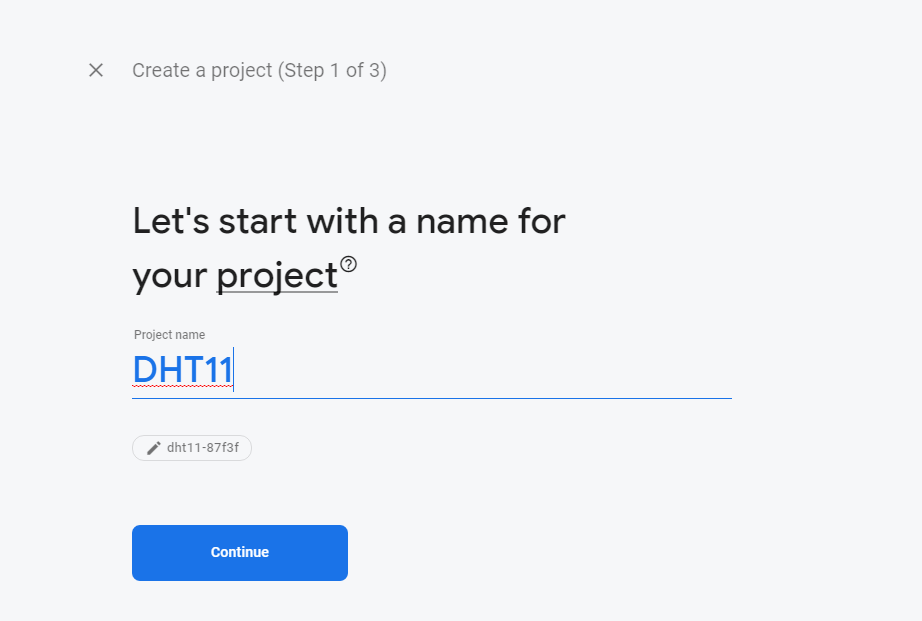 Create a project (Step 1 of 3)
Let's start with a name for
your project
Project name
DHT11
dht11-87f3f
Continue